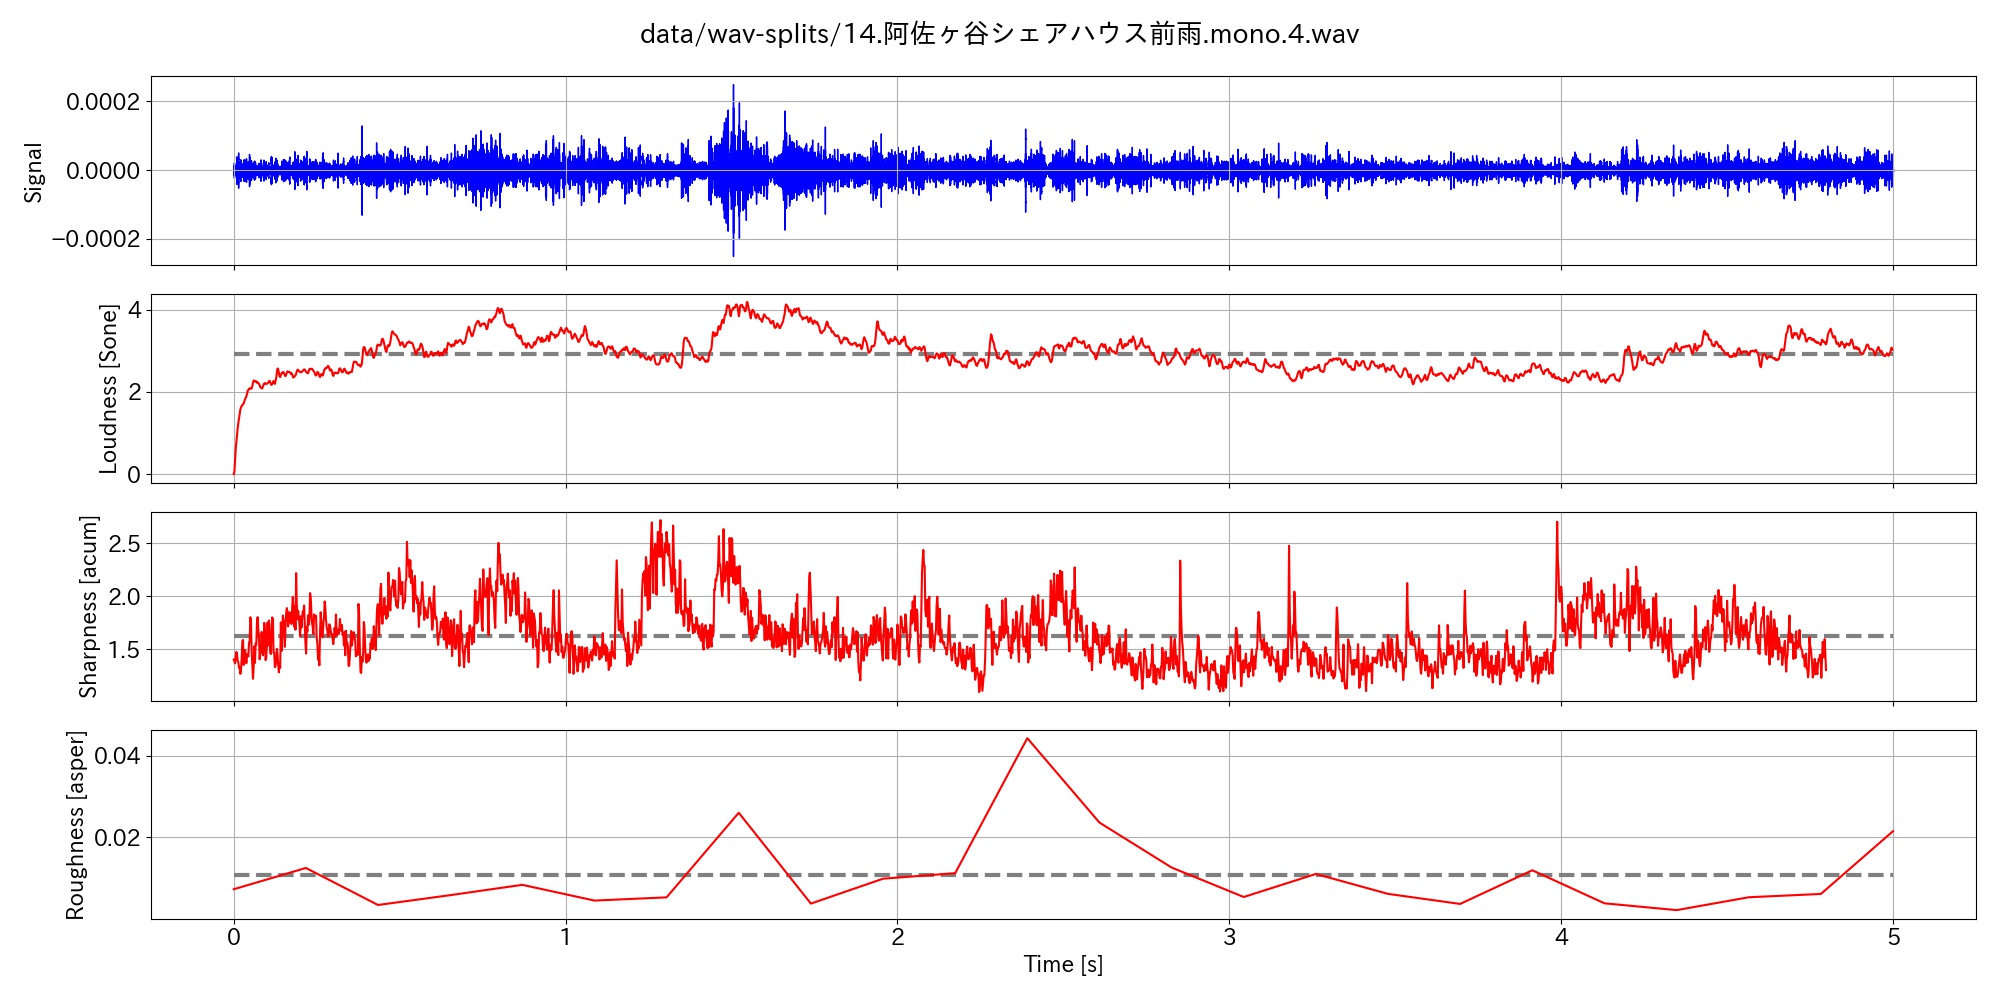 data/wav-splits/14.阿佐ヶ谷シェアハウス前雨.mono.4.wav
0.0002
0.0000
−0.0002
Signal
4
2
0
Loudness [Sone]
2.5
2.0
1.5
Sharpness [acum]
0.04
0.02
Roughness [asper]
0 1 2 3 4 5
Time [s]